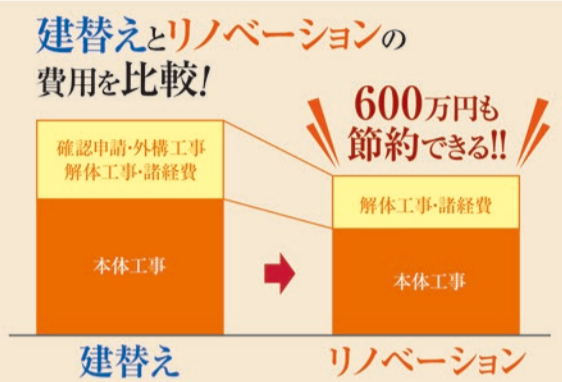 建替えとリノベーションの
費用を比較!
600万円も
節約できる!!
確認申請・外構工事
解体工事・諸経費
本体工事
解体工事・諸経費
本体工事
建替え
リノベーション